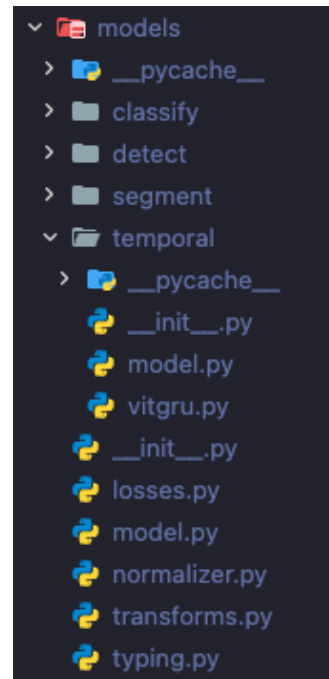 models
__pycache__
classify
detect
segment
temporal
__pycache__
__init__.py
model.py
vitgru.py
__init__.py
losses.py
model.py
normalizer.py
transforms.py
typing.py